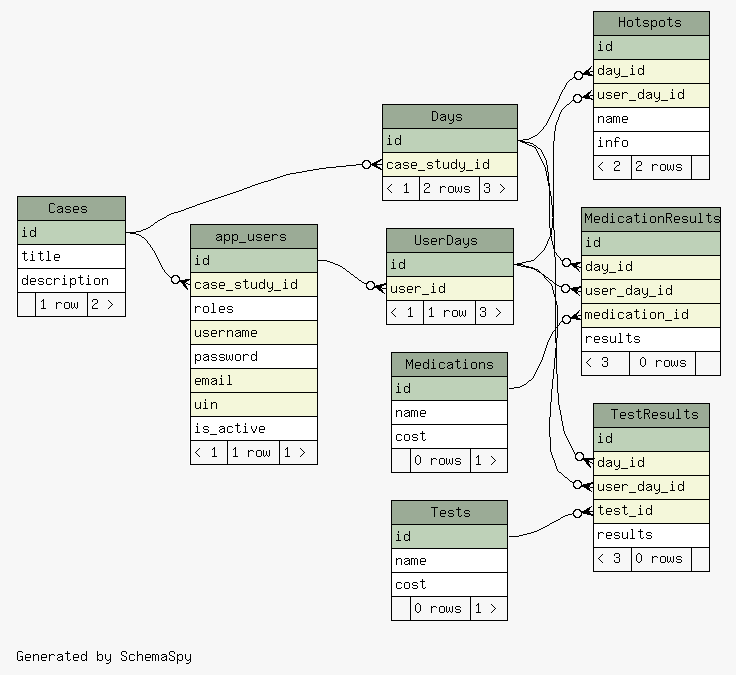 Cases
id
title
description
1 row 2 >
app_users
id
case_study_id
roles
username
password
email
uin
is_active
< 1 1 row 1 >
Days
id
case_study_id
< 1 2 rows 3 >
UserDays
id
user_id
< 1 1 row 3 >
Medications
id
name
cost
0 rows 1 >
Tests
id
name
cost
0 rows 1 >
Hotspots
id
day_id
user_day_id
name
info
< 2 2 rows
MedicationResults
id
day_id
user_day_id
medication_id
results
< 3 0 rows
TestResults
id
day_id
user_day_id
test_id
results
< 3 0 rows
Generated by SchemaSpy